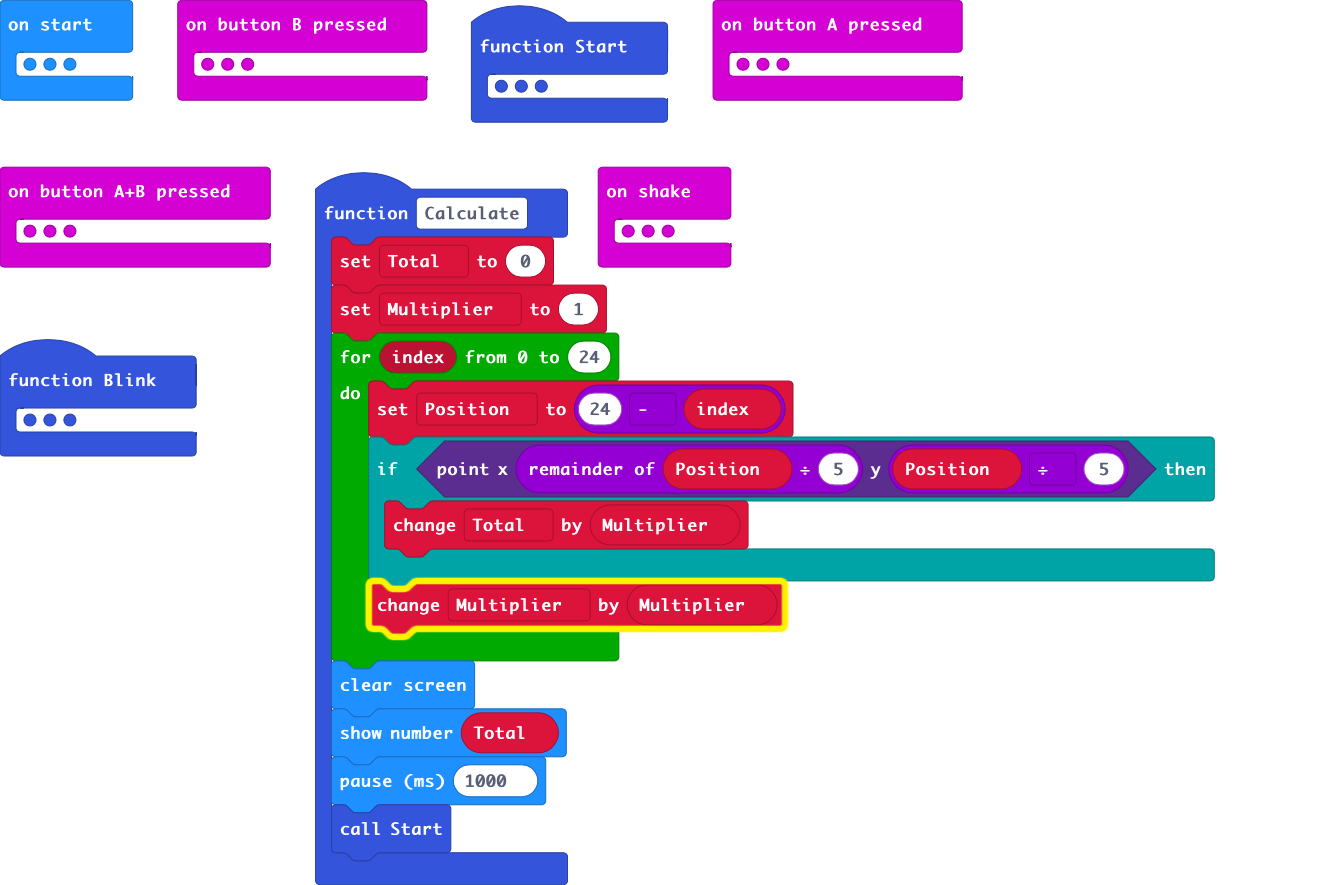 on start
on button B pressed
function Start
on button A pressed
on button A+B pressed
function Calculate
on shake
set Total to 0
set Multiplier to 1
for index from 0 to 24
do
set Position to 24 - index
if point x remainder of Position ÷ 5 y Position ÷ 5 then
change Total by Multiplier
change Multiplier by Multiplier
clear screen
show number Total
pause (ms) 1000
call Start
function Blink